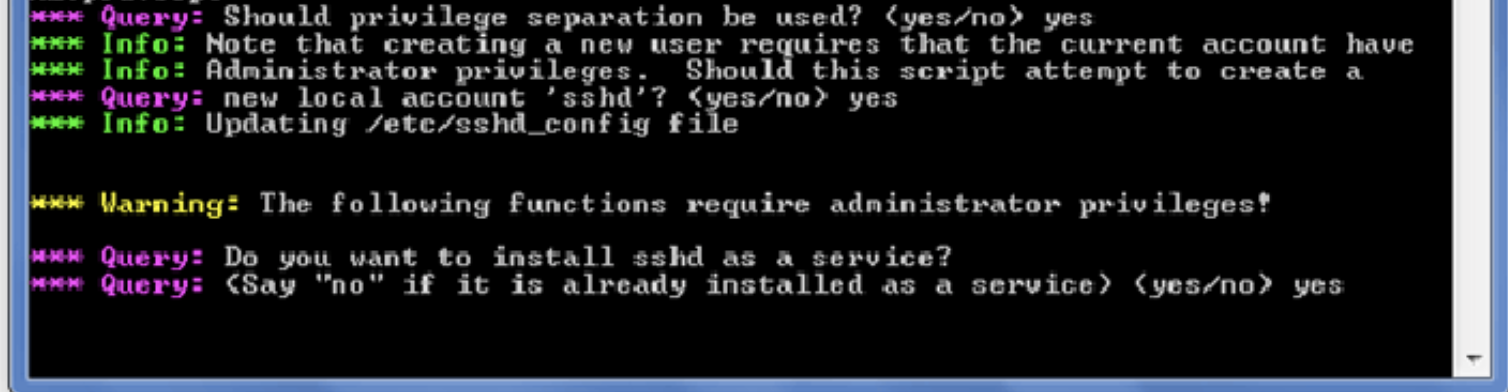 *** Query: Should privilege separation be used? (yes/no) yes
*** Info: Note that creating a new user requires that the current account have
*** Info: Administrator privileges.  Should this script attempt to create a
*** Query: new local account 'sshd'? (yes/no) yes
*** Info: Updating /etc/sshd_config file
*** Warning: The following functions require administrator privileges!
*** Query: Do you want to install sshd as a service?
*** Query: (Say "no" if it is already installed as a service) (yes/no) yes